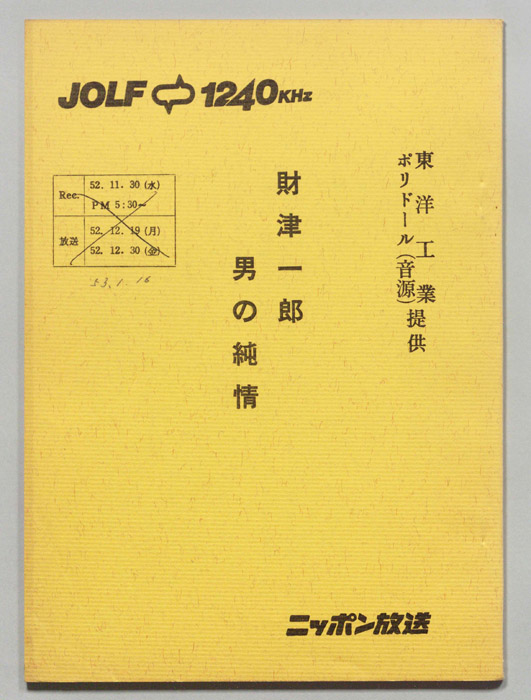 JOLF 1240KHz
東洋工業
ポリドール(音源)提供
財津一郎
男の純情
Rec. 52.11.30(水)
PM 5:30〜
放送 52.12.19(月)
52.12.30(金)
53.1.16
ニッポン放送